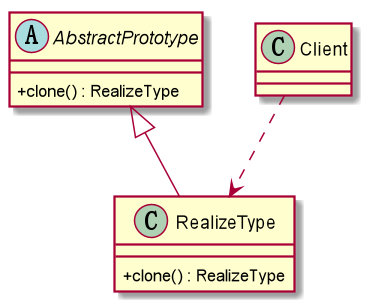 A AbstractPrototype
+clone() : RealizeType
C Client
C RealizeType
+clone() : RealizeType